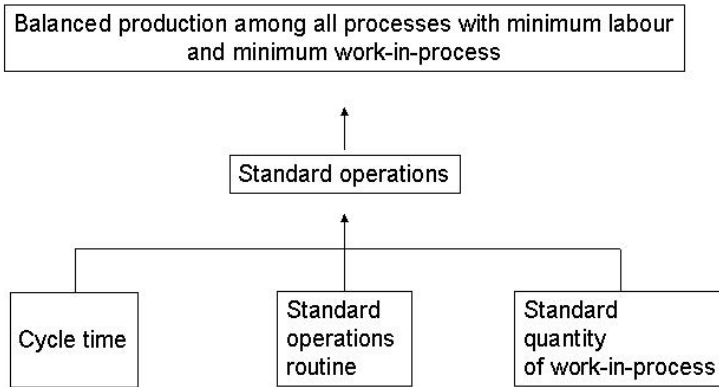 Balanced production among all processes with minimum labour
and minimum work-in-process
Standard operations
Cycle time
Standard
operations
routine
Standard
quantity
of work-in-process